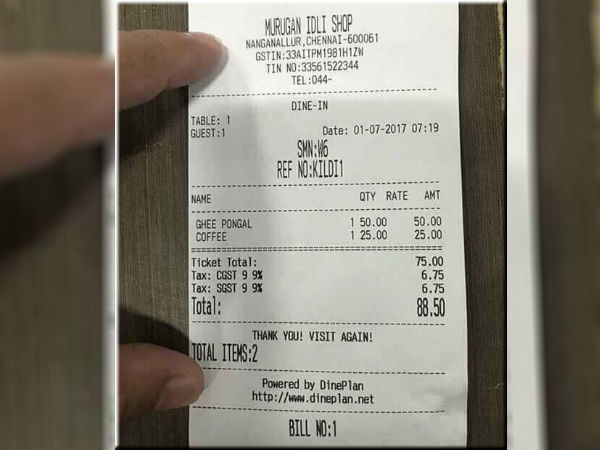 MURUGAN IDLI SHOP
NANGANALLUR,CHENNAI-600061
GSTIN:33AITPM1981H1ZW
TIN NO:33561522344
TEL:044-
DINE-IN
TABLE: 1
GUEST:1 Date: 01-07-2017 07:19
SMN:W6
REF NO:KILDI1
NAME QTY RATE AMT
GHEE PONGAL 1 50.00 50.00
COFFEE 1 25.00 25.00
Ticket Total: 75.00
Tax: CGST 9 9% 6.75
Tax: SGST 9 9% 6.75
Total: 88.50
THANK YOU! VISIT AGAIN!
TOTAL ITEMS:2
Powered by DinePlan
http://www.dineplan.net
BILL NO:1